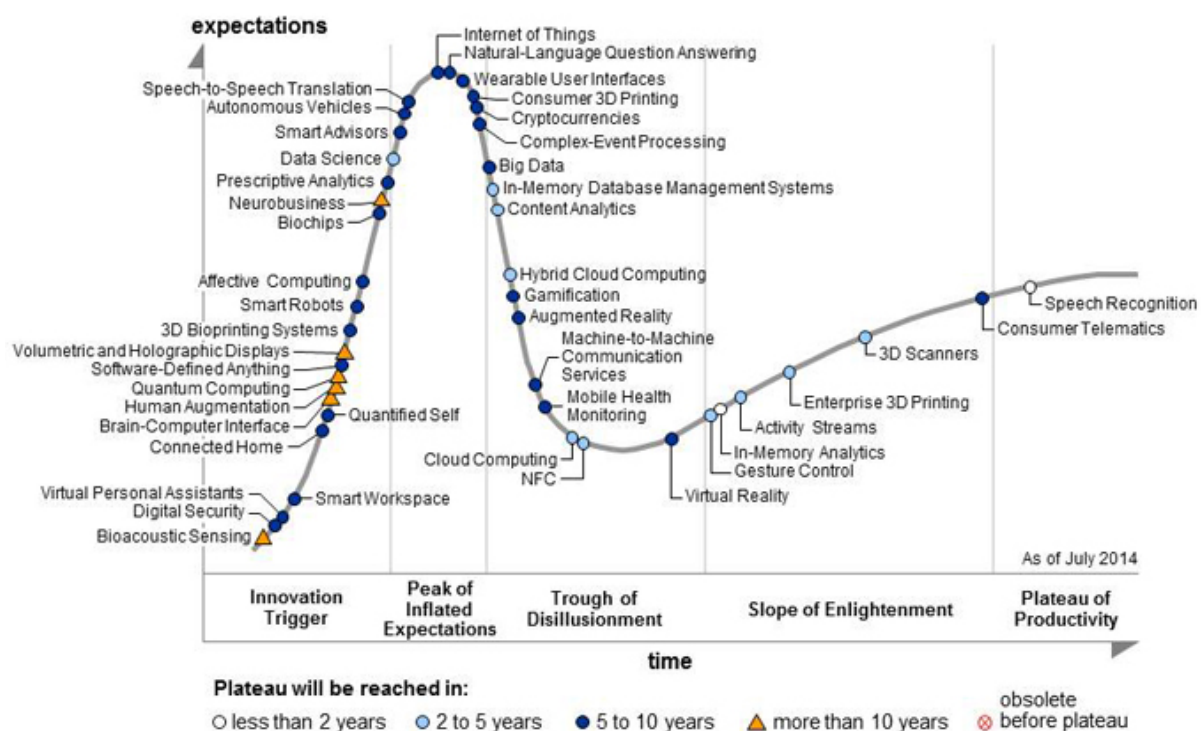 expectations
Internet of Things
Natural-Language Question Answering
Wearable User Interfaces
Consumer 3D Printing
Cryptocurrencies
Complex-Event Processing
Speech-to-Speech Translation
Autonomous Vehicles
Smart Advisors
Data Science
Prescriptive Analytics
Neurobusiness
Biochips
Big Data
In-Memory Database Management Systems
Content Analytics
Affective Computing
Smart Robots
3D Bioprinting Systems
Volumetric and Holographic Displays
Software-Defined Anything
Quantum Computing
Human Augmentation
Brain-Computer Interface
Connected Home
Quantified Self
Hybrid Cloud Computing
Gamification
Augmented Reality
Machine-to-Machine
Communication
Services
Mobile Health
Monitoring
Cloud Computing
NFC
Virtual Personal Assistants
Digital Security
Bioacoustic Sensing
Smart Workspace
Speech Recognition
Consumer Telematics
3D Scanners
Enterprise 3D Printing
Activity Streams
In-Memory Analytics
Gesture Control
Virtual Reality
As of July 2014
Innovation
Trigger
Peak of
Inflated
Expectations
Trough of
Disillusionment
Slope of Enlightenment
Plateau of
Productivity
time
Plateau will be reached in:
less than 2 years
2 to 5 years
5 to 10 years
more than 10 years
obsolete
before plateau